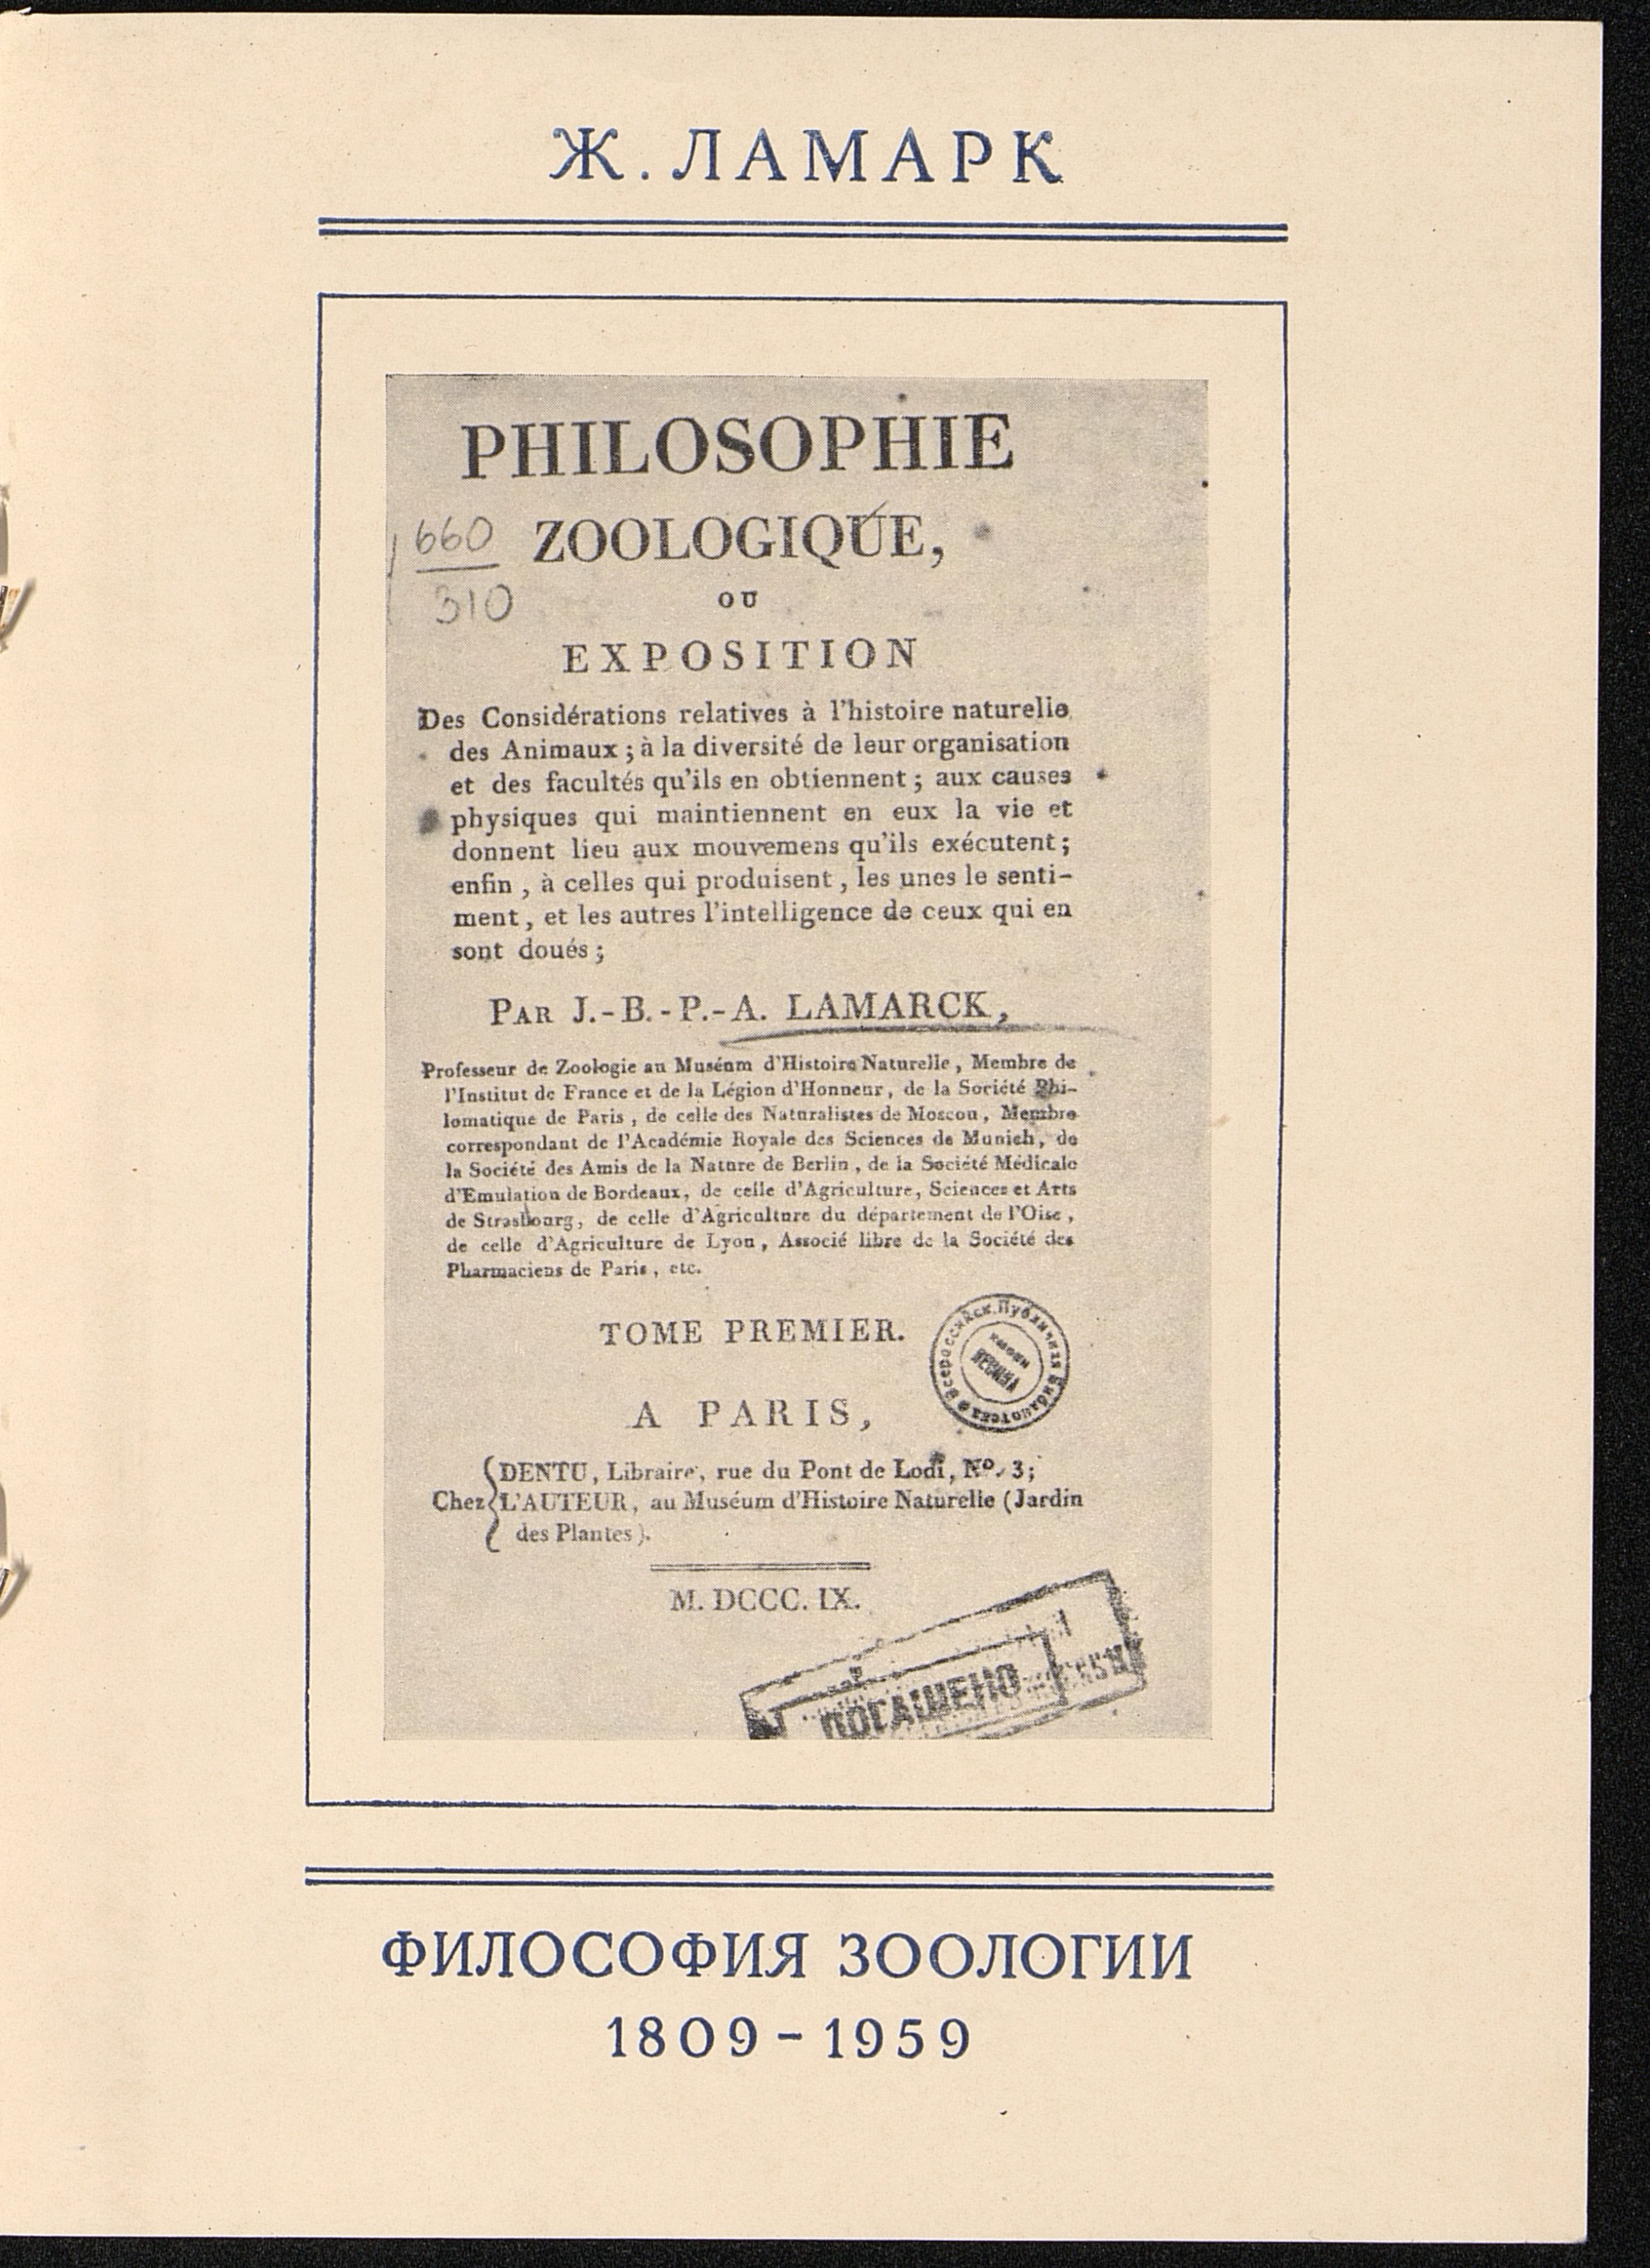 Ж. ЛАМАРК
PHILOSOPHIE
660 ZOOLOGIQUE,
310
OU
EXPOSITION
Des Considérations relatives à l'histoire naturelle
des Animaux ; à la diversité de leur organisation
et des facultés qu'ils en obtiennent ; aux causes
physiques qui maintiennent en eux la vie et
donnent lieu aux mouvemens qu'ils exécutent ;
enfin , à celles qui produisent , les unes le senti-
ment , et les autres l'intelligence de ceux qui en
sont doués ;
PAR J.-B.-P.-A. LAMARCK ,
Professeur de Zoologie au Muséum d'Histoire Naturelle , Membre de
l'Institut de France et de la Légion d'Honneur , de la Société Phi-
lomatique de Paris , de celle des Naturalistes de Moscou , Membre
correspondant de l'Académie Royale des Sciences de Munich , de
la Société des Amis de la Nature de Berlin , de la Société Médicale
d'Emulation de Bordeaux, de celle d'Agriculture, Sciences et Arts
de Strasbourg, de celle d'Agriculture du département de l'Oise ,
de celle d'Agriculture de Lyon , Associé libre de la Société des
Pharmaciens de Paris , etc.
TOME PREMIER.
Всероссийск. Публичная Библиотека
ЛЕНИНА
A PARIS ,
DENTU, Libraire, rue du Pont de Lodi, Nº. 3;
Chez L'AUTEUR, au Muséum d'Histoire Naturelle (Jardin
des Plantes).
M. DCCC. IX.
ПОГАШЕНО
ФИЛОСОФИЯ ЗООЛОГИИ
1809-1959